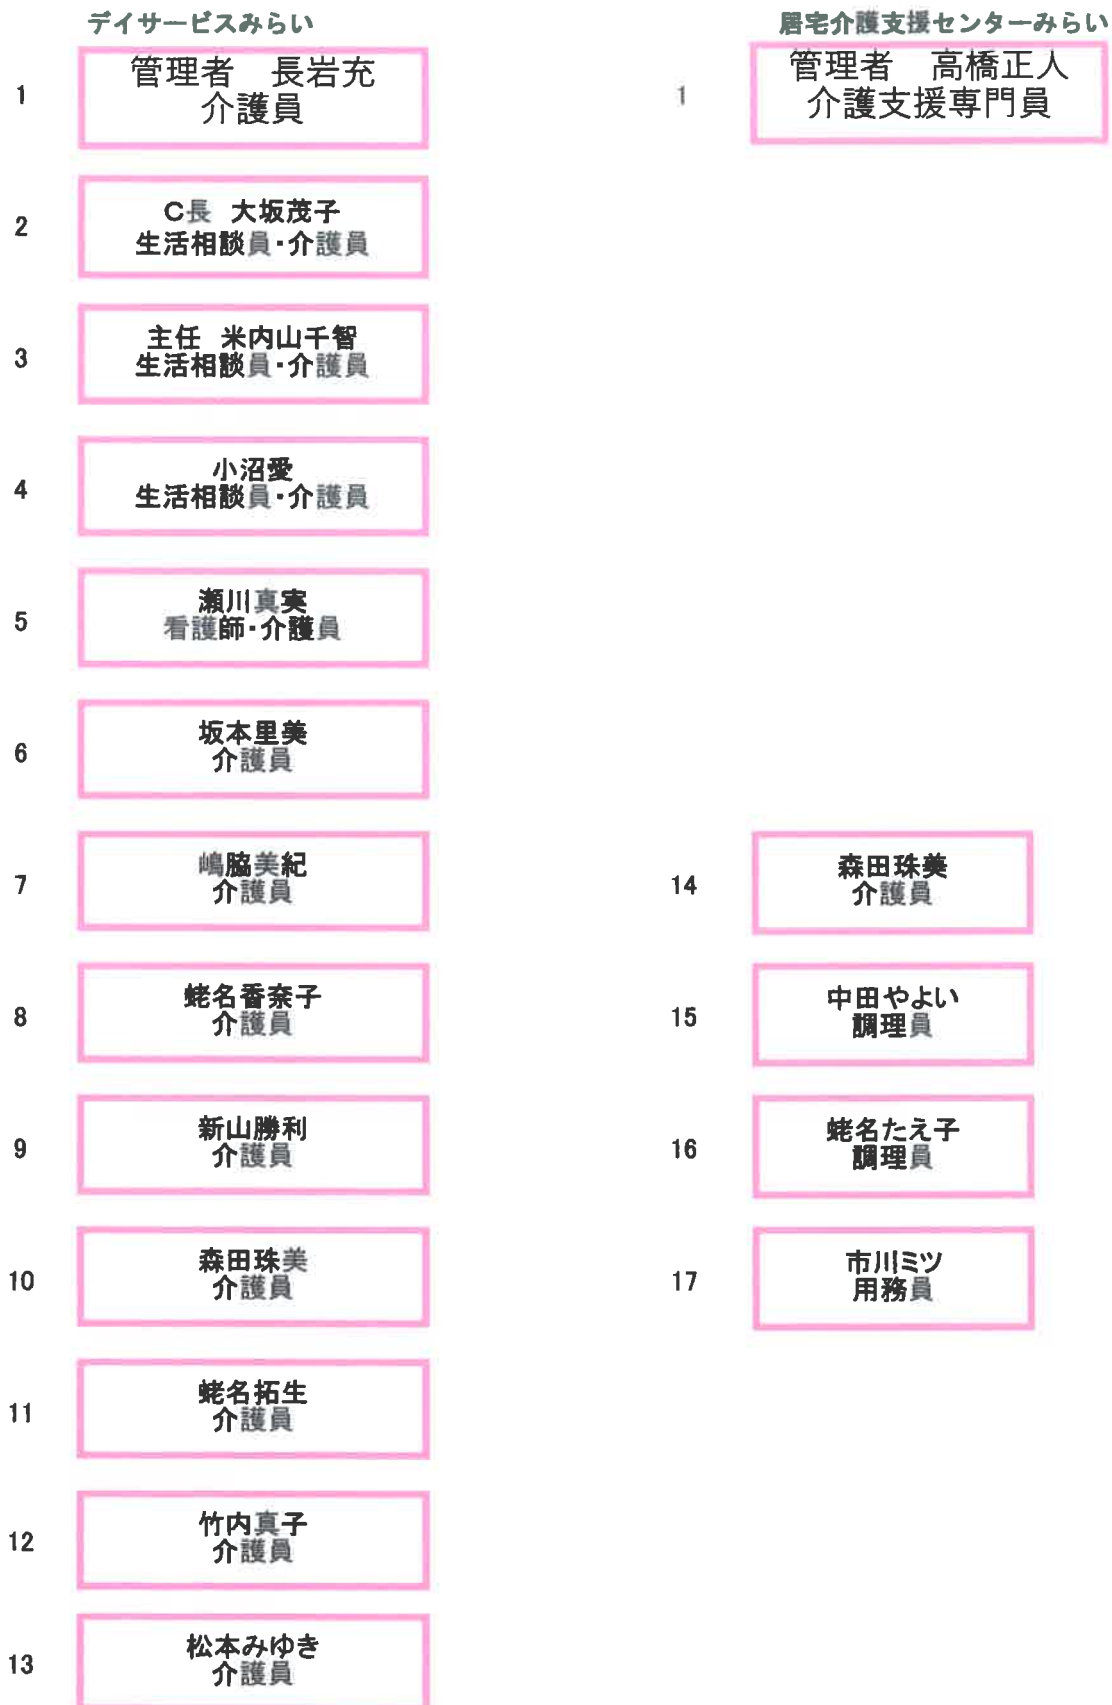 デイサービスみらい
1
管理者　長岩充
介護員
2
C長　大坂茂子
生活相談員・介護員
3
主任　米内山千智
生活相談員・介護員
4
小沼愛
生活相談員・介護員
5
瀬川真実
看護師・介護員
6
坂本里美
介護員
7
嶋脇美紀
介護員
8
蛯名香奈子
介護員
9
新山勝利
介護員
10
森田珠美
介護員
11
蛯名拓生
介護員
12
竹内真子
介護員
13
松本みゆき
介護員
居宅介護支援センターみらい
1
管理者　高橋正人
介護支援専門員
14
森田珠美
介護員
15
中田やよい
調理員
16
蛯名たえ子
調理員
17
市川ミツ
用務員